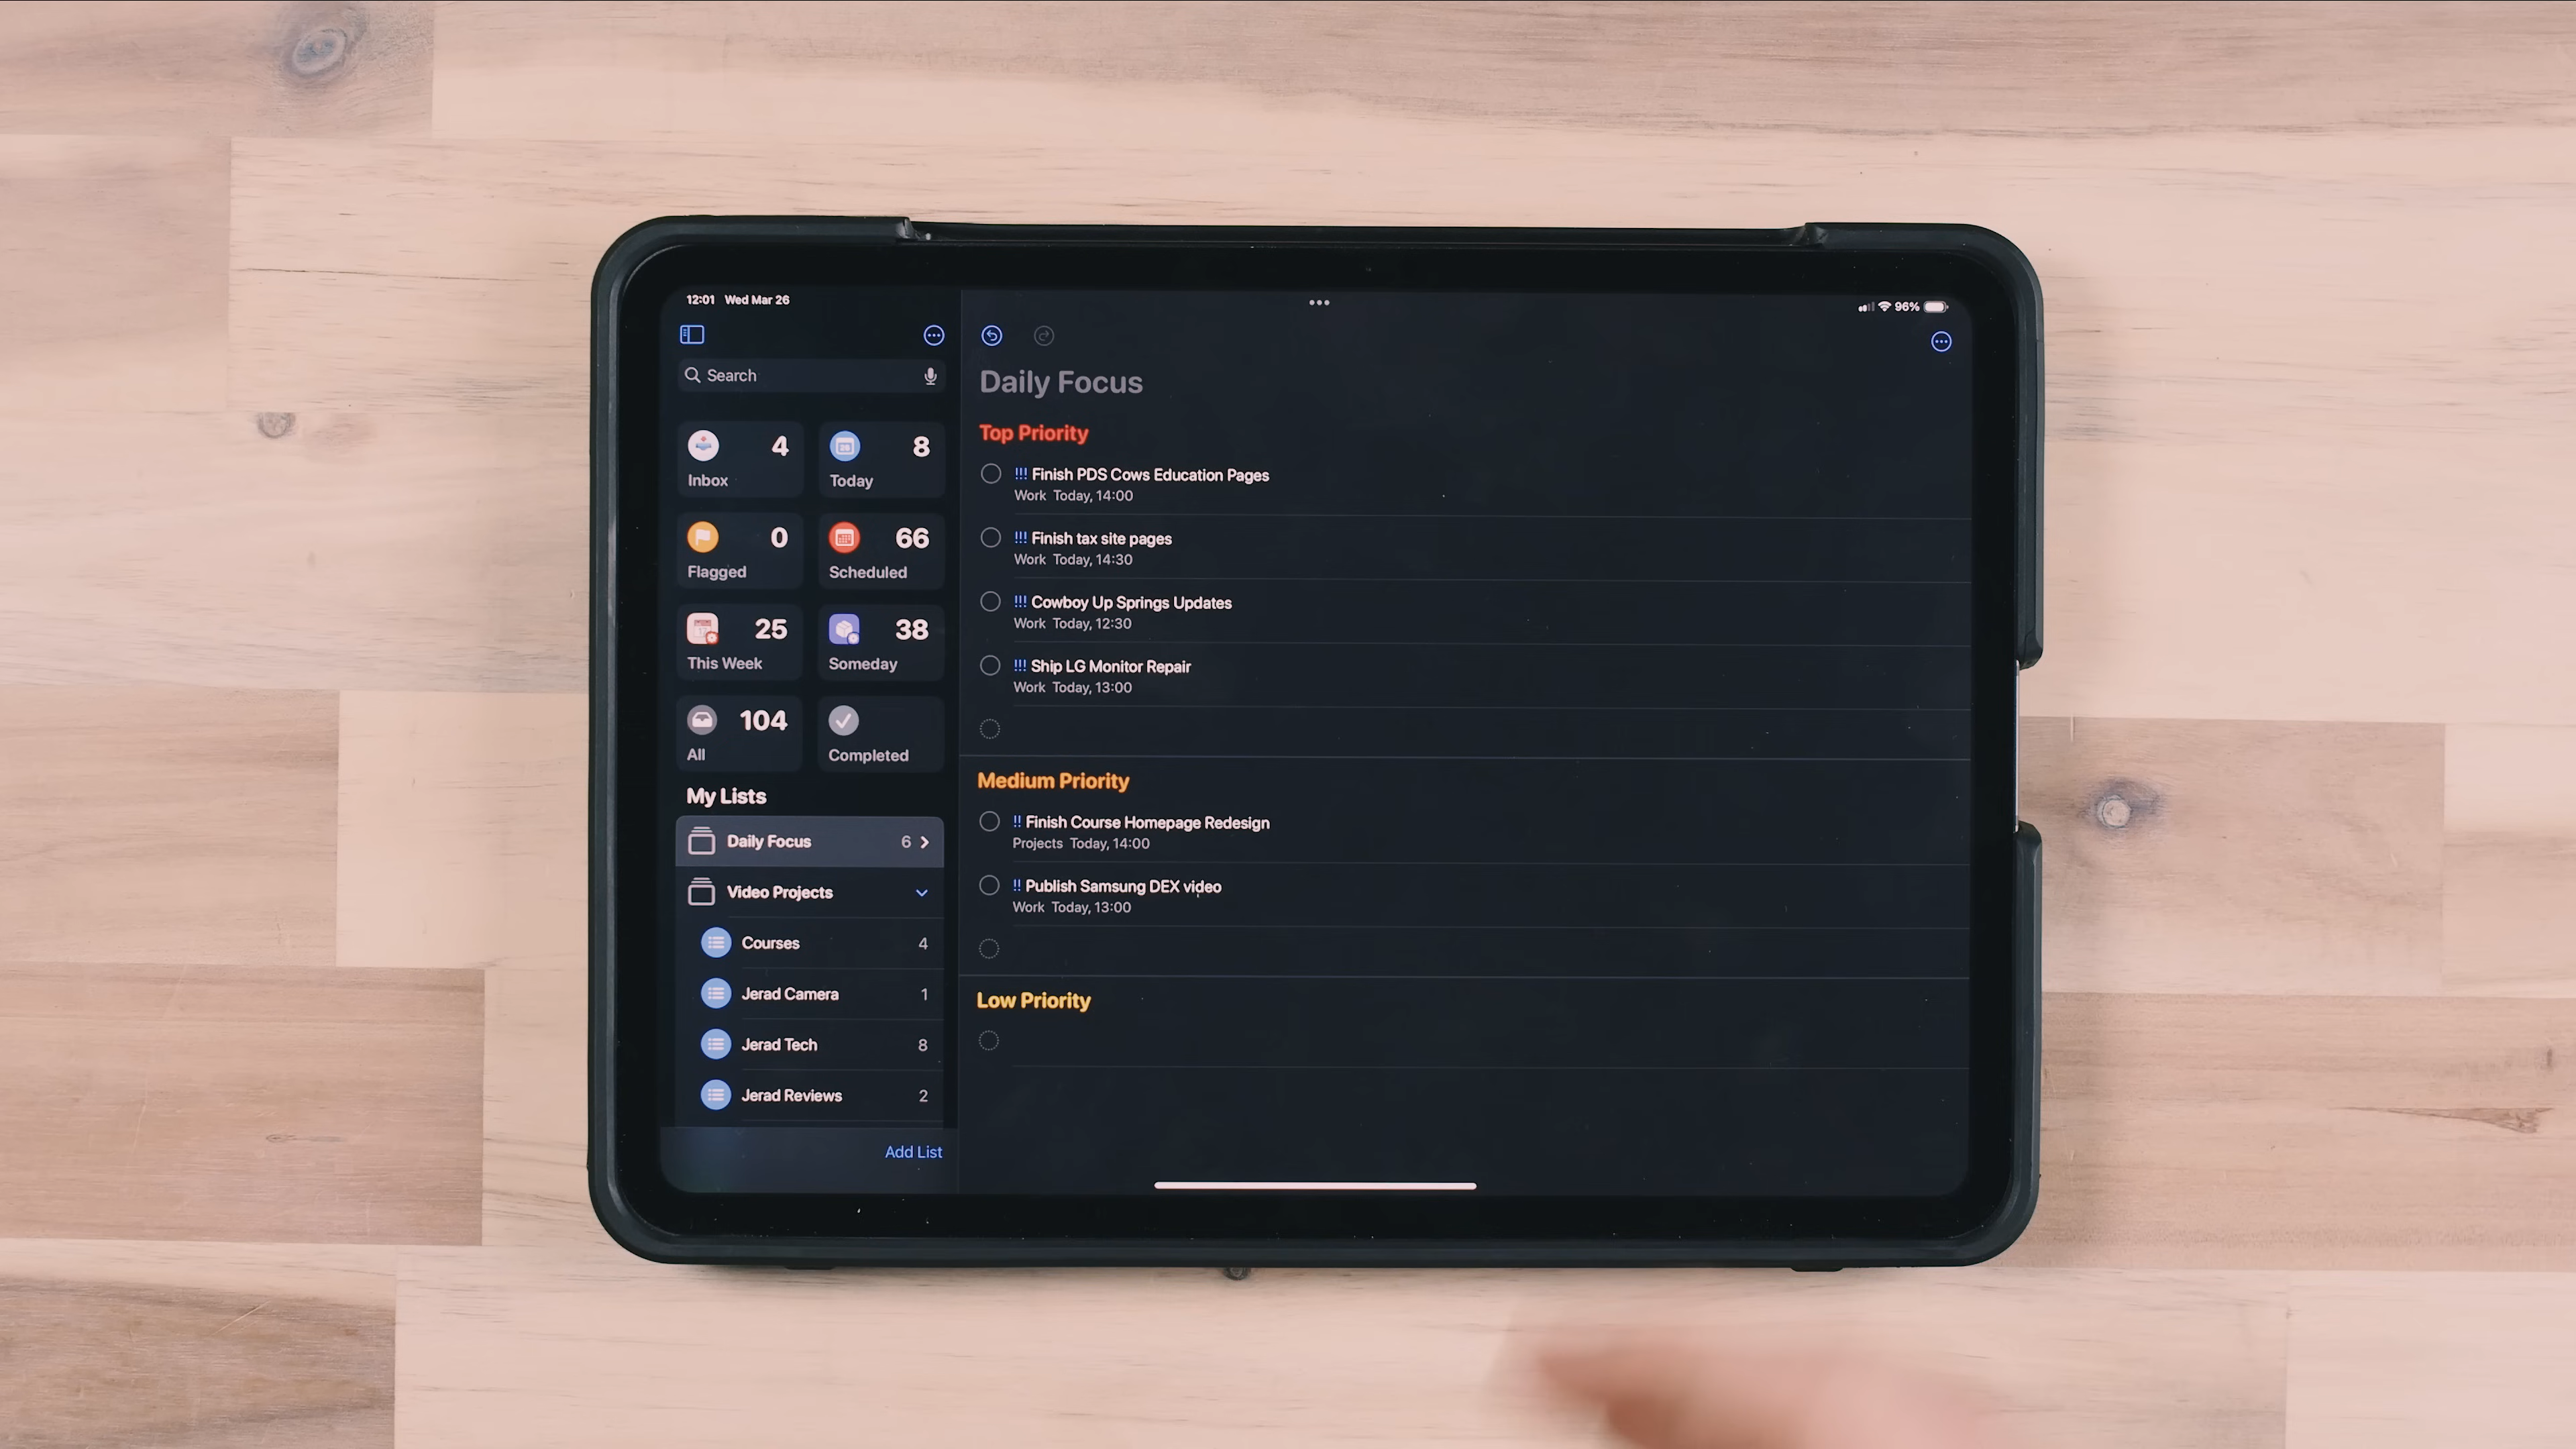 12:01 Wed Mar 26
96%
Search
4
Inbox
8
Today
0
Flagged
66
Scheduled
25
This Week
38
Someday
104
All
Completed
My Lists
Daily Focus 6
Video Projects
Courses 4
Jerad Camera 1
Jerad Tech 8
Jerad Reviews 2
Add List
Daily Focus
Top Priority
!!! Finish PDS Cows Education Pages
Work Today, 14:00
!!! Finish tax site pages
Work Today, 14:30
!!! Cowboy Up Springs Updates
Work Today, 12:30
!!! Ship LG Monitor Repair
Work Today, 13:00
Medium Priority
!! Finish Course Homepage Redesign
Projects Today, 14:00
!! Publish Samsung DEX video
Work Today, 13:00
Low Priority